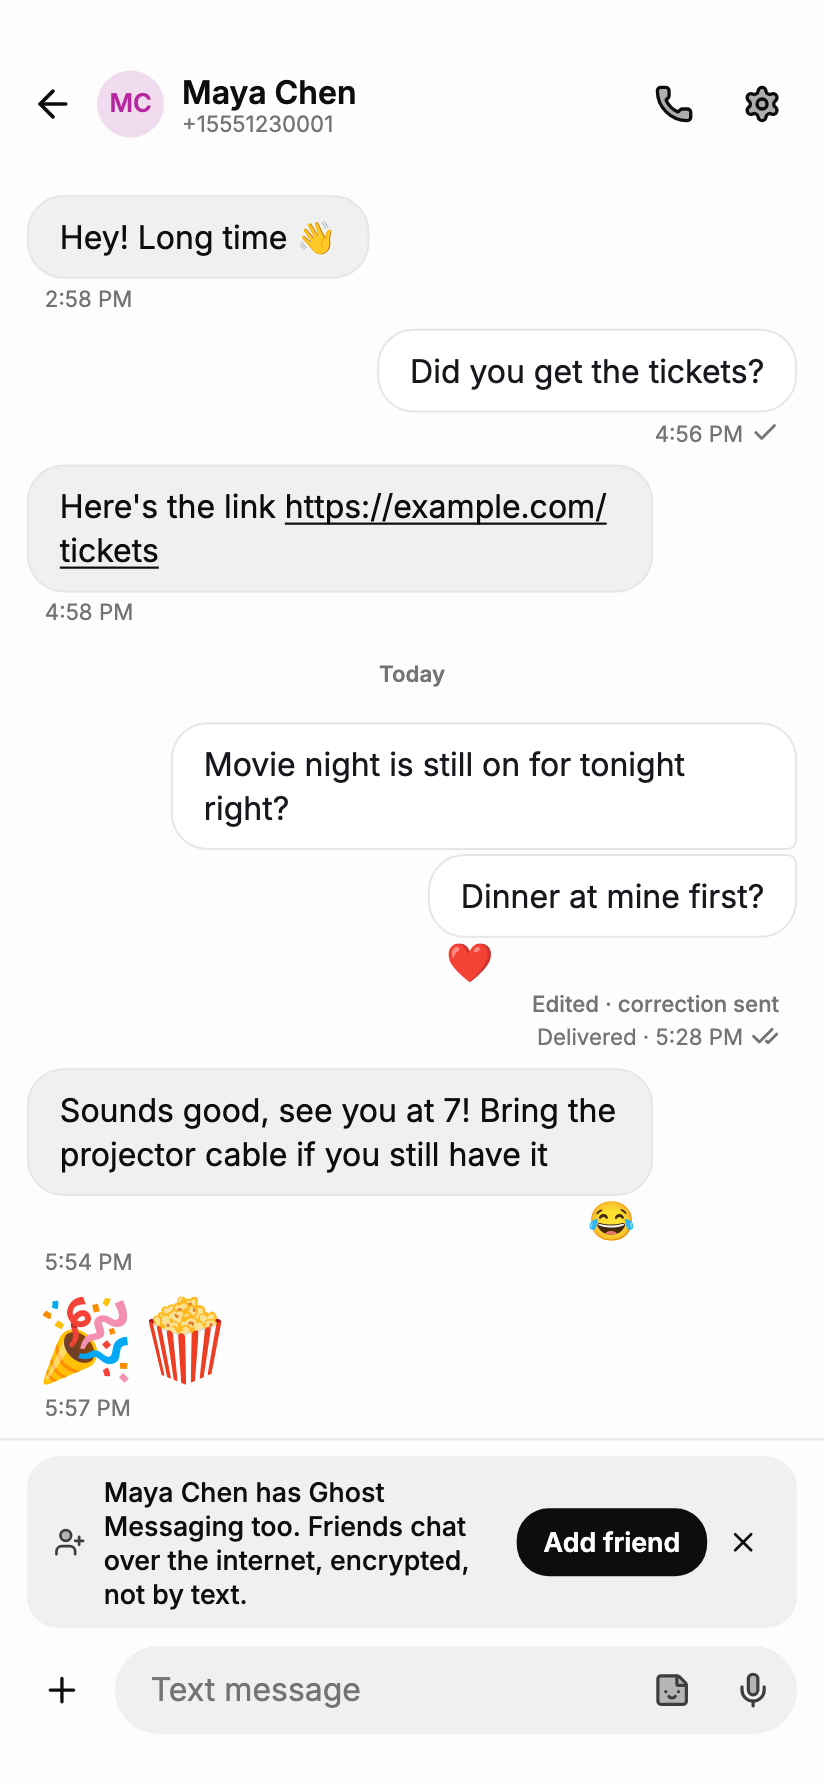 MC
Maya Chen
+15551230001
Hey! Long time 👋
2:58 PM
Did you get the tickets?
4:56 PM
Here's the link https://example.com/
tickets
4:58 PM
Today
Movie night is still on for tonight
right?
Dinner at mine first?
Edited · correction sent
Delivered · 5:28 PM
Sounds good, see you at 7! Bring the
projector cable if you still have it
5:54 PM
5:57 PM
Maya Chen has Ghost
Messaging too. Friends chat
over the internet, encrypted,
not by text.
Add friend
Text message